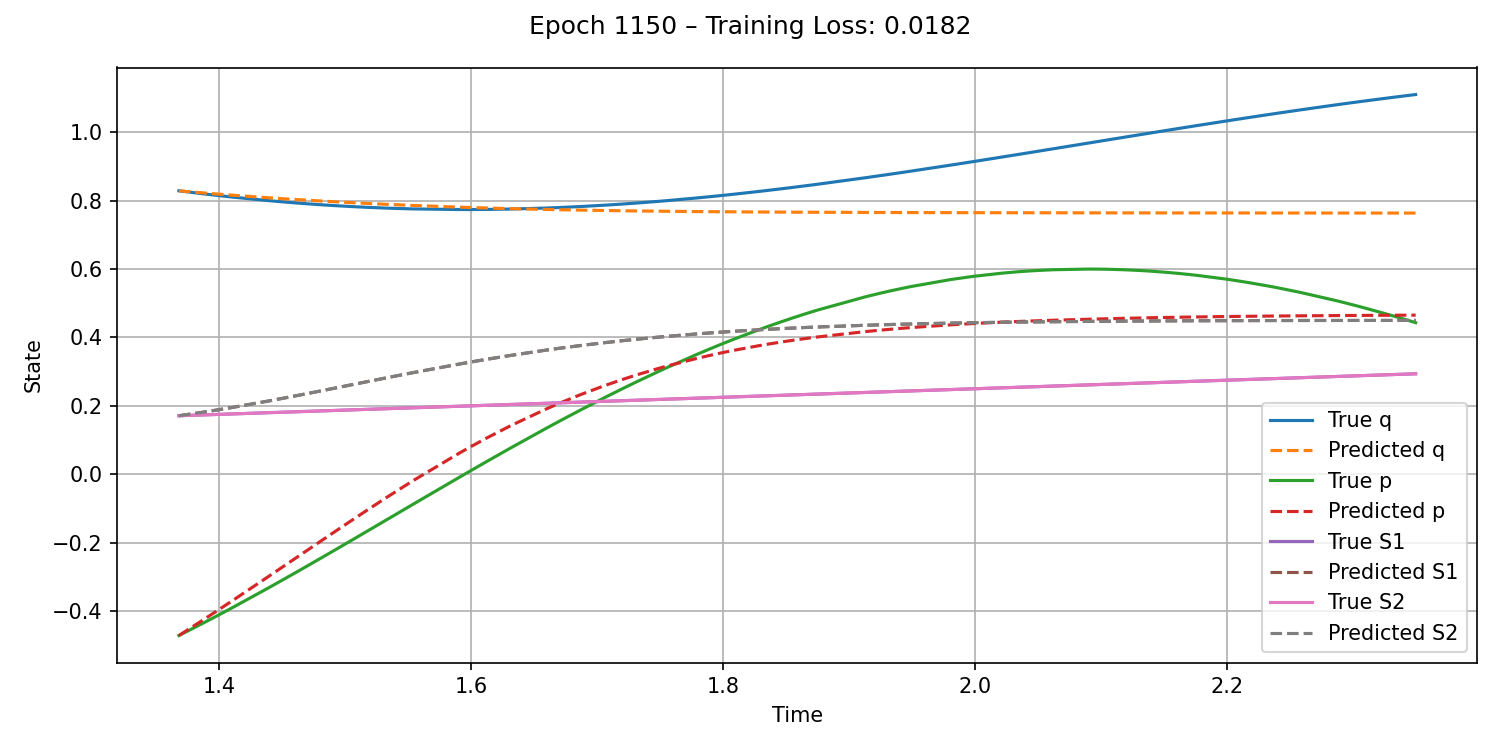 Epoch 1150 – Training Loss: 0.0182
1.0
0.8
0.6
0.4
0.2
0.0
−0.2
−0.4
State
1.4 1.6 1.8 2.0 2.2
Time
True q
Predicted q
True p
Predicted p
True S1
Predicted S1
True S2
Predicted S2